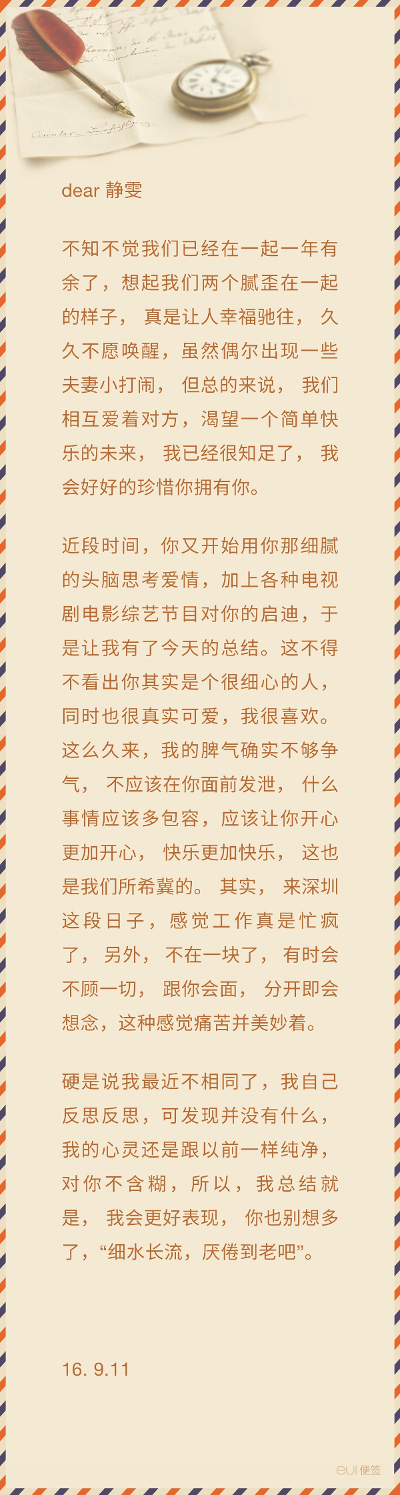 dear 静雯
不知不觉我们已经在一起一年有
余了，想起我们两个腻歪在一起
的样子， 真是让人幸福驰往， 久
久不愿唤醒，虽然偶尔出现一些
夫妻小打闹， 但总的来说， 我们
相互爱着对方，渴望一个简单快
乐的未来， 我已经很知足了， 我
会好好的珍惜你拥有你。
近段时间，你又开始用你那细腻
的头脑思考爱情，加上各种电视
剧电影综艺节目对你的启迪，于
是让我有了今天的总结。这不得
不看出你其实是个很细心的人，
同时也很真实可爱，我很喜欢。
这么久来，我的脾气确实不够争
气， 不应该在你面前发泄， 什么
事情应该多包容，应该让你开心
更加开心， 快乐更加快乐， 这也
是我们所希冀的。 其实， 来深圳
这段日子，感觉工作真是忙疯
了， 另外， 不在一块了， 有时会
不顾一切， 跟你会面， 分开即会
想念，这种感觉痛苦并美妙着。
硬是说我最近不相同了，我自己
反思反思，可发现并没有什么，
我的心灵还是跟以前一样纯净，
对你不含糊，所以，我总结就
是， 我会更好表现， 你也别想多
了，“细水长流，厌倦到老吧”。
16. 9.11
便签